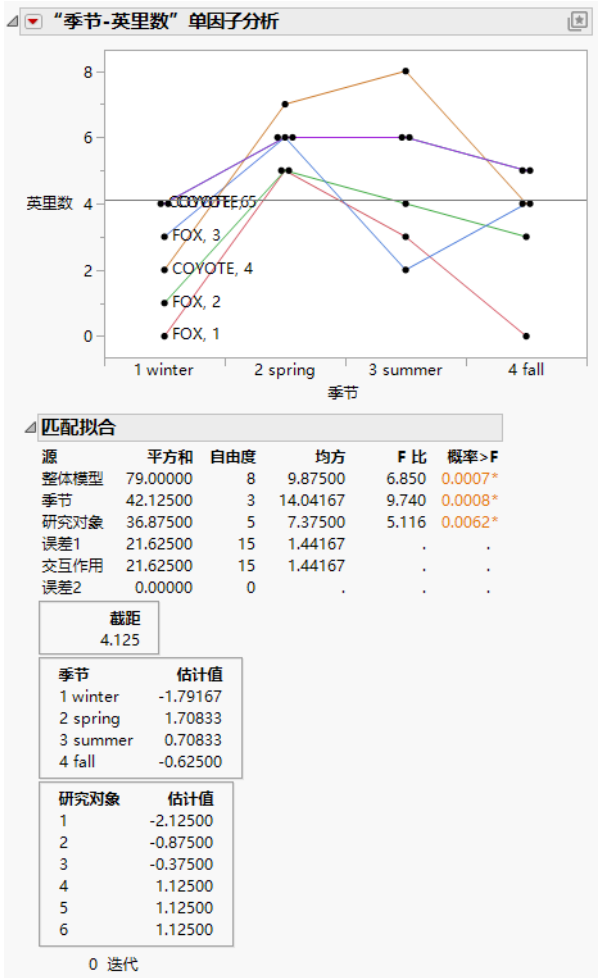 “季节-英里数”单因子分析
8
6
英里数
4
2
0
FOX, 3
COYOTE, 4
FOX, 2
FOX, 1
1 winter 2 spring 3 summer 4 fall
季节
匹配拟合
源 平方和 自由度 均方 F 比 概率>F
整体模型 79.00000 8 9.87500 6.850 0.0007*
季节 42.12500 3 14.04167 9.740 0.0008*
研究对象 36.87500 5 7.37500 5.116 0.0062*
误差1 21.62500 15 1.44167 . .
交互作用 21.62500 15 1.44167 . .
误差2 0.00000 0 . . .
截距
4.125
季节 估计值
1 winter -1.79167
2 spring 1.70833
3 summer 0.70833
4 fall -0.62500
研究对象 估计值
1 -2.12500
2 -0.87500
3 -0.37500
4 1.12500
5 1.12500
6 1.12500
0 迭代